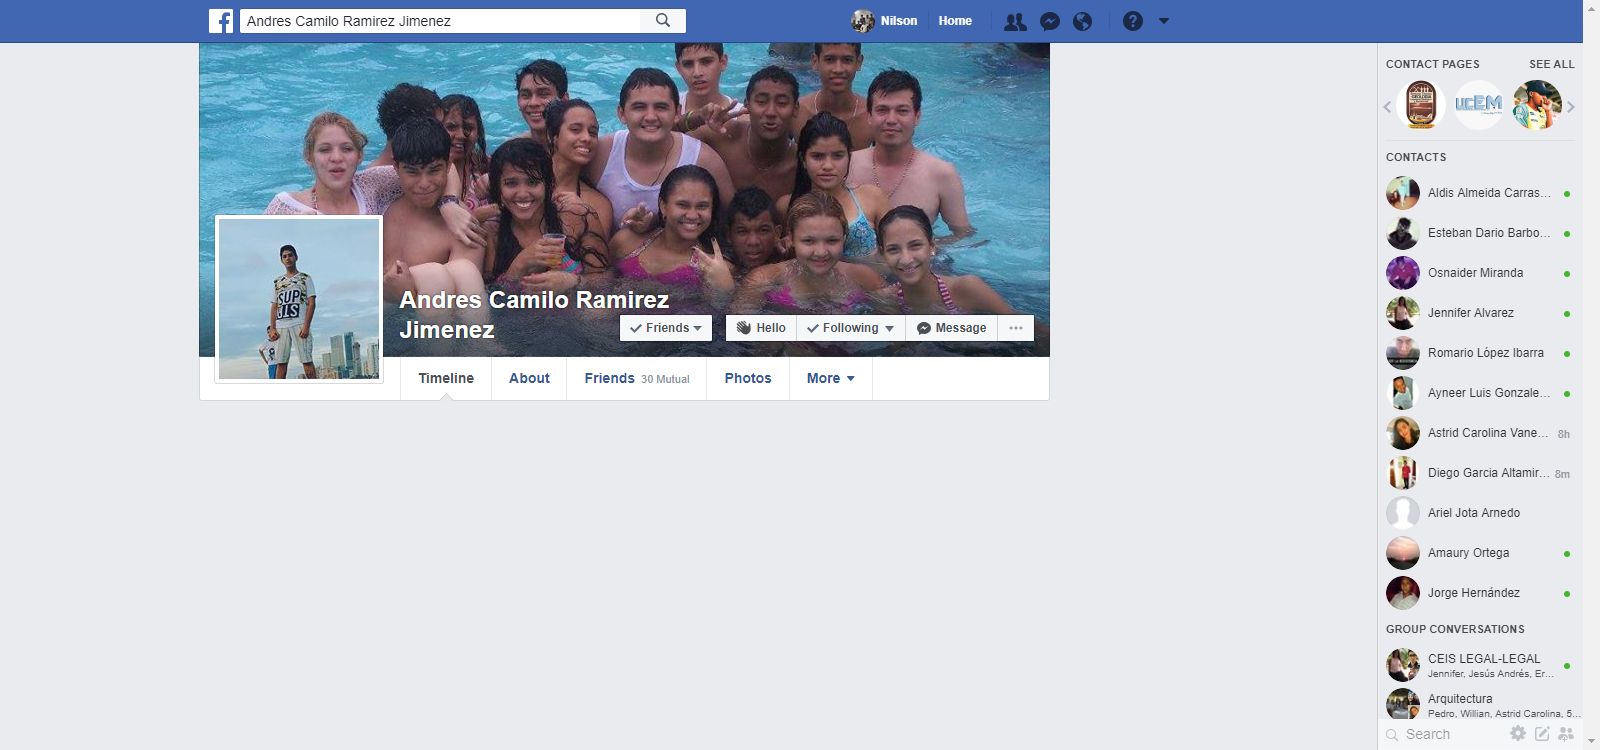 Andres Camilo Ramirez Jimenez
Nilson
Home
Andres Camilo Ramirez
Jimenez
Friends
Hello
Following
Message
Timeline
About
Friends 30 Mutual
Photos
More
CONTACT PAGES
SEE ALL
UCEM
CONTACTS
Aldis Almeida Carras...
Esteban Dario Barbo...
Osnaider Miranda
Jennifer Alvarez
Romario López Ibarra
Ayneer Luis Gonzale...
Astrid Carolina Vane... 8h
Diego Garcia Altamir... 8m
Ariel Jota Arnedo
Amaury Ortega
Jorge Hernández
GROUP CONVERSATIONS
CEIS LEGAL-LEGAL
Jennifer, Jesús Andrés, Er...
Arquitectura
Pedro, Willian, Astrid Carolina, 5...
Search